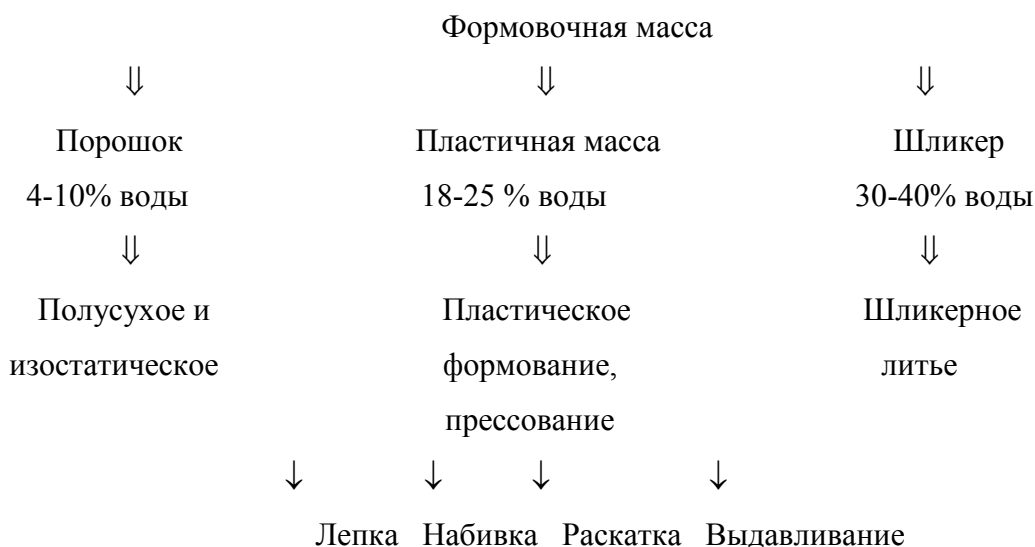 Формовочная масса
⇓ ⇓ ⇓
Порошок Пластичная масса Шликер
4-10% воды 18-25 % воды 30-40% воды
⇓ ⇓ ⇓
Полусухое и Пластическое Шликерное
изостатическое формование, литье
прессование
↓ ↓ ↓ ↓
Лепка Набивка Раскатка Выдавливание